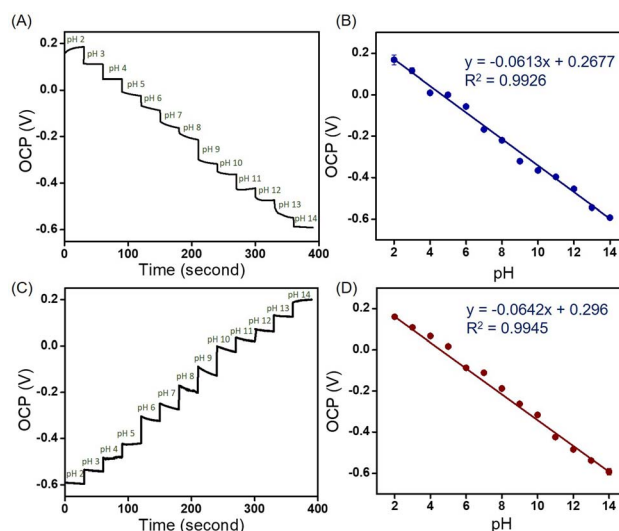 (A)
0.2
0.0
-0.2
-0.4
-0.6
OCP (V)
pH 2
pH 3
pH 4
pH 5
pH 6
pH 7
pH 8
pH 9
pH 10
pH 11
pH 12
pH 13
pH 14
0 100 200 300 400
Time (second)
(B)
y = -0.0613x + 0.2677
R² = 0.9926
0.2
0.0
-0.2
-0.4
-0.6
OCP (V)
2 4 6 8 10 12 14
pH
(C)
0.2
0.0
-0.2
-0.4
-0.6
OCP (V)
pH 14
pH 13
pH 12
pH 11
pH 10
pH 9
pH 8
pH 7
pH 6
pH 5
pH 4
pH 3
pH 2
0 100 200 300 400
Time (second)
(D)
y = -0.0642x + 0.296
R² = 0.9945
0.2
0.0
-0.2
-0.4
-0.6
OCP (V)
2 4 6 8 10 12 14
pH